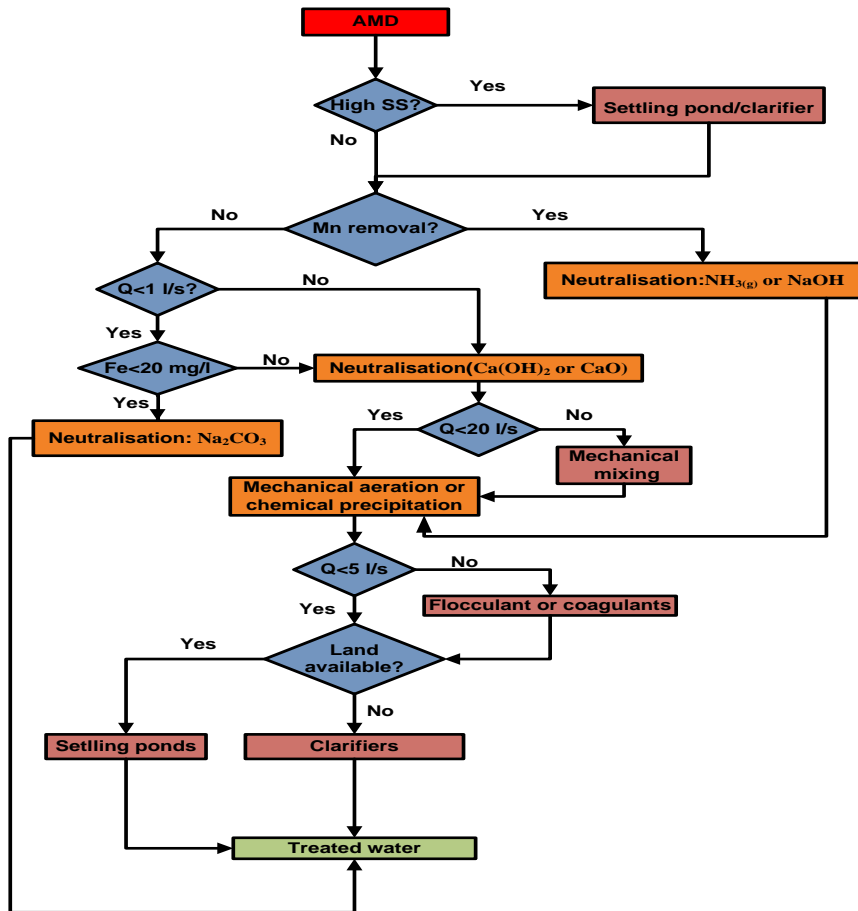 AMD
High SS?
Yes
Settling pond/clarifier
No
Mn removal?
No
Yes
Q<1 l/s?
No
Neutralisation:NH₃₍g₎ or NaOH
Yes
Fe<20 mg/l
No
Neutralisation(Ca(OH)₂ or CaO)
Yes
Neutralisation: Na₂CO₃
Yes
Q<20 l/s
No
Mechanical
mixing
Mechanical aeration or
chemical precipitation
Q<5 l/s
No
Yes
Flocculant or coagulants
Land
available?
Yes
No
Setlling ponds
Clarifiers
Treated water